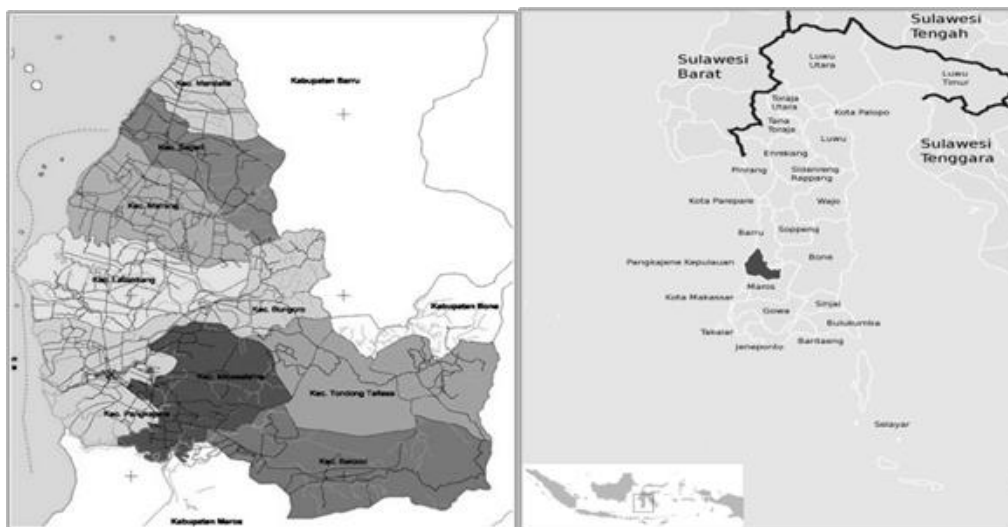 Kec. Mandalle
Kabupaten Barru
Kec. Segeri
Kec. Marang
Kec. Labakkang
Kec. Bungoro
Kabupaten Bone
Kec. Minasatene
Kec. Tondong Tallasa
Kec. Pangkajene
Kec. Balocci
Kabupaten Maros
Sulawesi
Tengah
Sulawesi
Barat
Luwu
Utara
Luwu
Timur
Toraja
Utara
Kota Palopo
Tana
Toraja
Luwu
Sulawesi
Tenggara
Enrekang
Pinrang
Sidenreng
Rappang
Kota Parepare
Wajo
Soppeng
Barru
Bone
Pangkajene Kepulauan
Maros
Kota Makassar
Sinjai
Gowa
Bulukumba
Takalar
Bantaeng
Jeneponto
Selayar